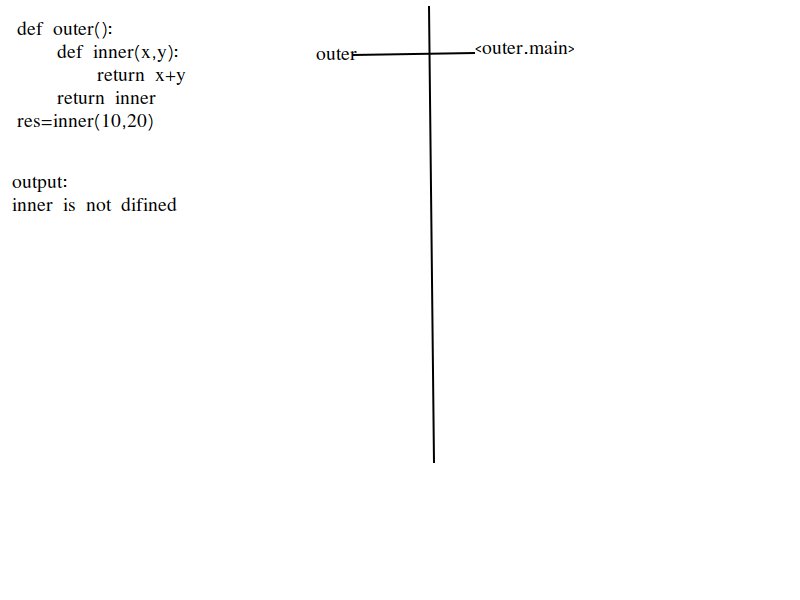 def outer():
def inner(x,y):
return x+y
return inner
res=inner(10,20)
output:
inner is not difined
outer
<outer.main>